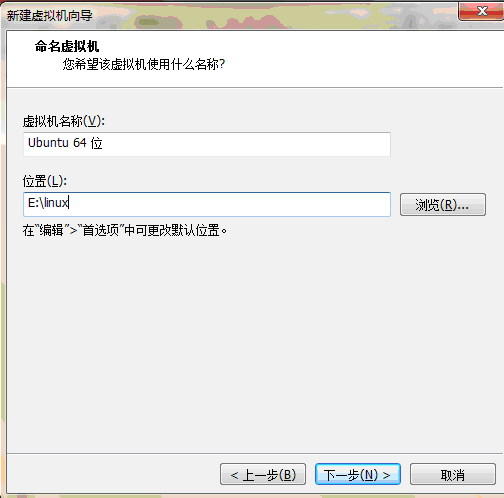 新建虚拟机向导
命名虚拟机
您希望该虚拟机使用什么名称?
虚拟机名称(V):
Ubuntu 64 位
位置(L):
E:\linux
浏览(R)...
在"编辑">"首选项"中可更改默认位置。
< 上一步(B)
下一步(N) >
取消